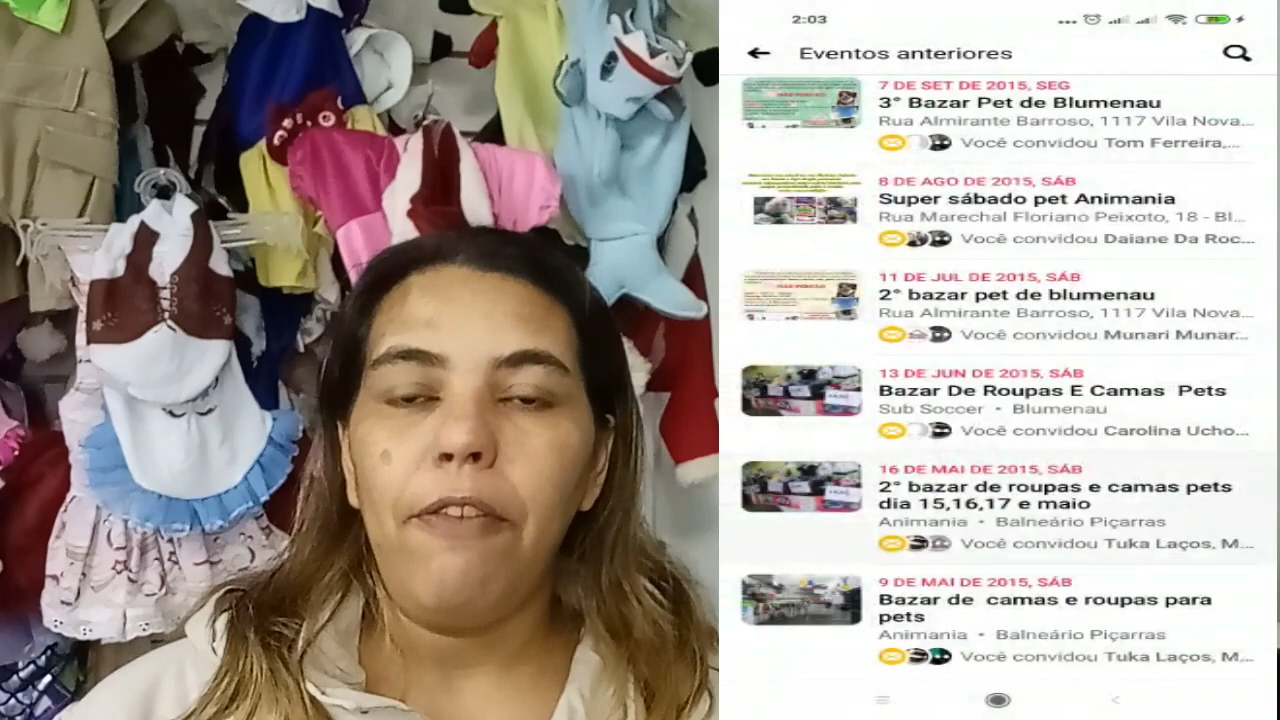 2:03
Eventos anteriores
7 DE SET DE 2015, SEG
3° Bazar Pet de Blumenau
Rua Almirante Barroso, 1117 Vila Nova...
Você convidou Tom Ferreira,...
8 DE AGO DE 2015, SÁB
Super sábado pet Animania
Rua Marechal Floriano Peixoto, 18 - Bl...
Você convidou Daiane Da Roc...
11 DE JUL DE 2015, SÁB
2° bazar pet de blumenau
Rua Almirante Barroso, 1117 Vila Nova...
Você convidou Munari Munar...
13 DE JUN DE 2015, SÁB
Bazar De Roupas E Camas Pets
Sub Soccer • Blumenau
Você convidou Carolina Ucho...
16 DE MAI DE 2015, SÁB
2° bazar de roupas e camas pets
dia 15,16,17 e maio
Animania • Balneário Piçarras
Você convidou Tuka Laços, M...
9 DE MAI DE 2015, SÁB
Bazar de camas e roupas para
pets
Animania • Balneário Piçarras
Você convidou Tuka Laços, M...